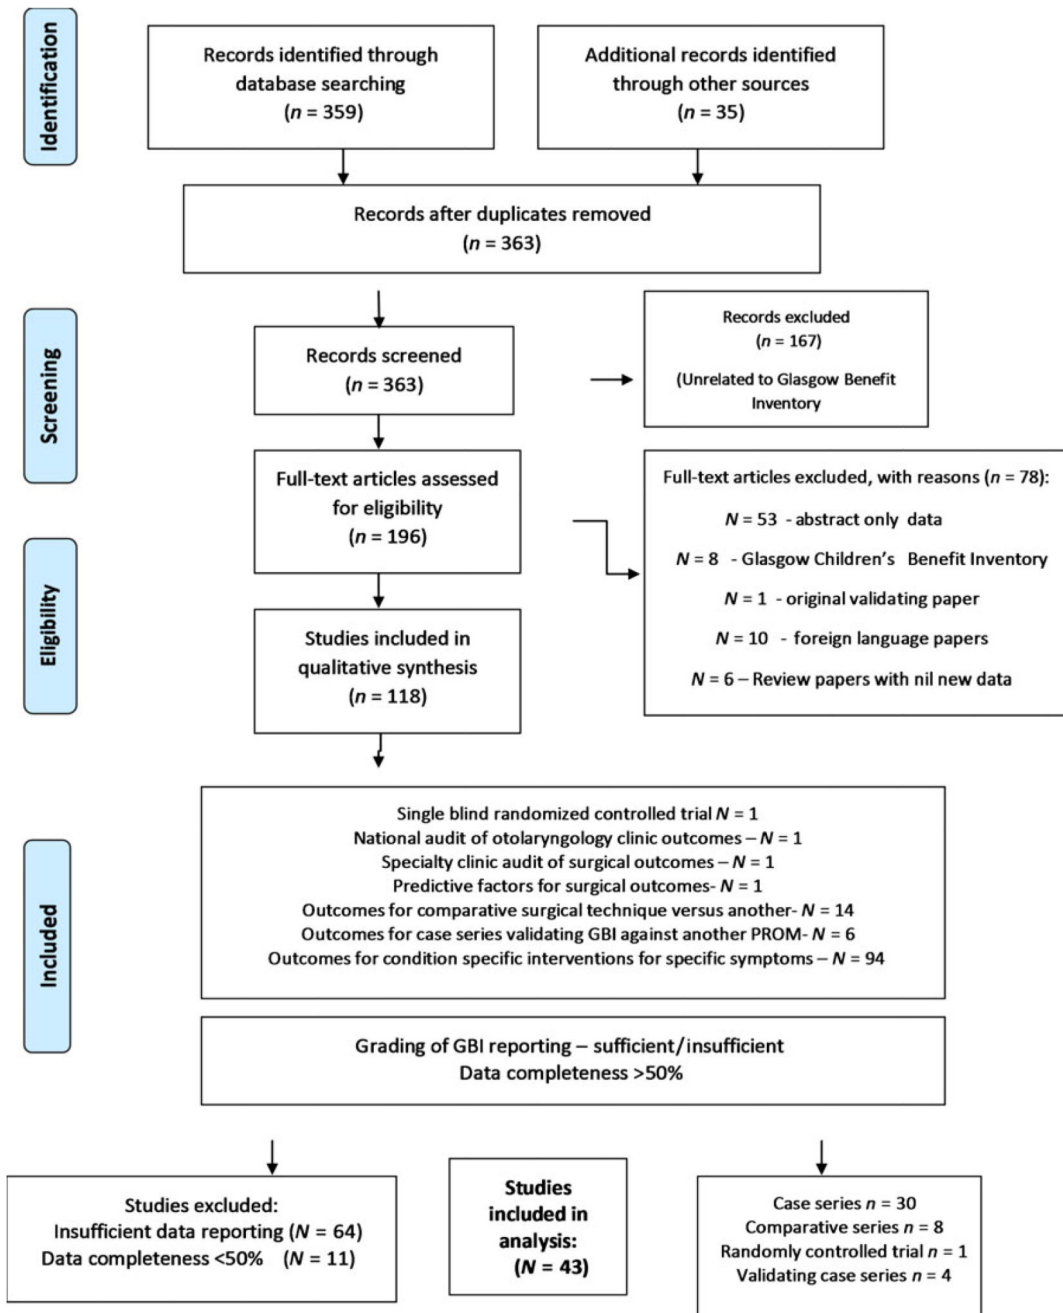 Identification
Records identified through
database searching
(n = 359)
Additional records identified
through other sources
(n = 35)
Records after duplicates removed
(n = 363)
Screening
Records screened
(n = 363)
Records excluded
(n = 167)
(Unrelated to Glasgow Benefit
Inventory
Eligibility
Full-text articles assessed
for eligibility
(n = 196)
Full-text articles excluded, with reasons (n = 78):
N = 53 - abstract only data
N = 8 - Glasgow Children's Benefit Inventory
N = 1 - original validating paper
N = 10 - foreign language papers
N = 6 – Review papers with nil new data
Studies included in
qualitative synthesis
(n = 118)
Included
Single blind randomized controlled trial N = 1
National audit of otolaryngology clinic outcomes – N = 1
Specialty clinic audit of surgical outcomes – N = 1
Predictive factors for surgical outcomes- N = 1
Outcomes for comparative surgical technique versus another- N = 14
Outcomes for case series validating GBI against another PROM- N = 6
Outcomes for condition specific interventions for specific symptoms – N = 94
Grading of GBI reporting – sufficient/insufficient
Data completeness >50%
Studies excluded:
Insufficient data reporting (N = 64)
Data completeness <50% (N = 11)
Studies
included in
analysis:
(N = 43)
Case series n = 30
Comparative series n = 8
Randomly controlled trial n = 1
Validating case series n = 4